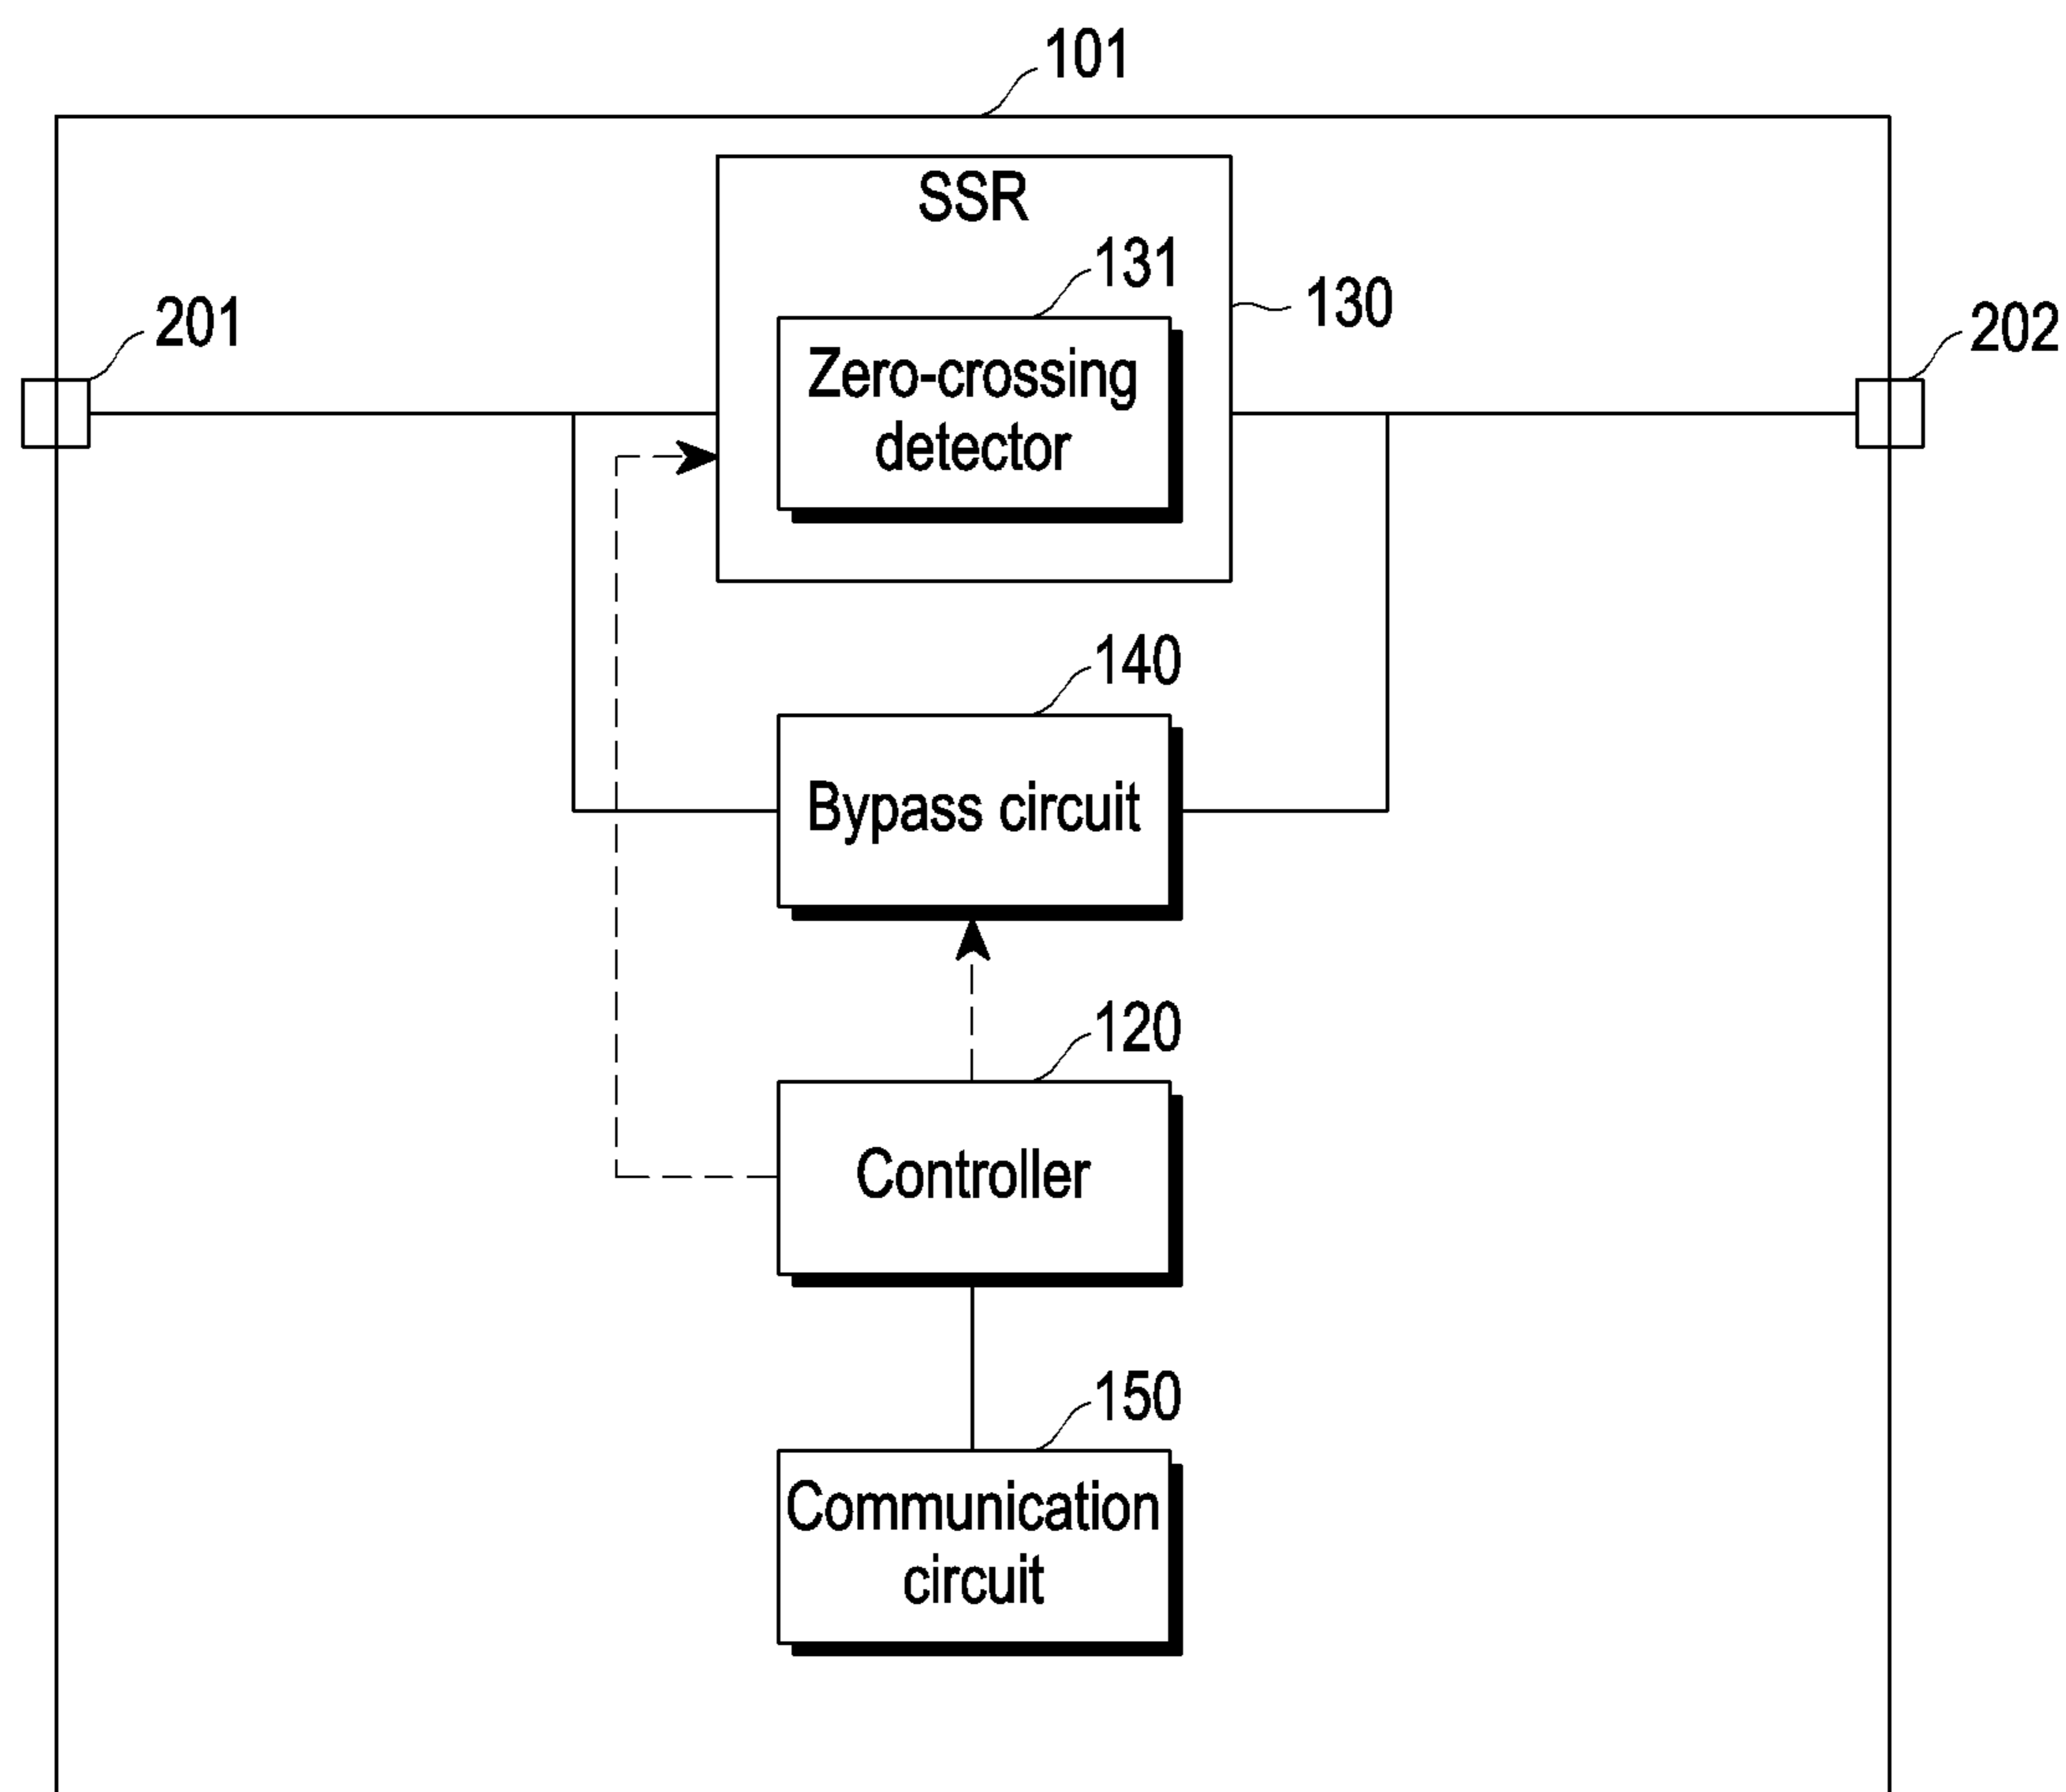 101
SSR
131
130
201
202
Zero-crossing
detector
140
Bypass circuit
120
Controller
150
Communication
circuit